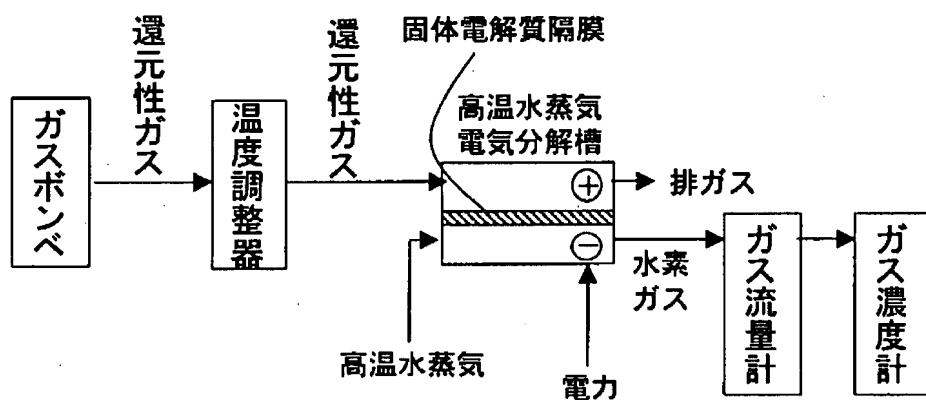 ガスボンベ
還元性ガス
温度調整器
還元性ガス
固体電解質隔膜
高温水蒸気
電気分解槽
⊕
排ガス
⊖
高温水蒸気
電力
水素
ガス
ガス流量計
ガス濃度計